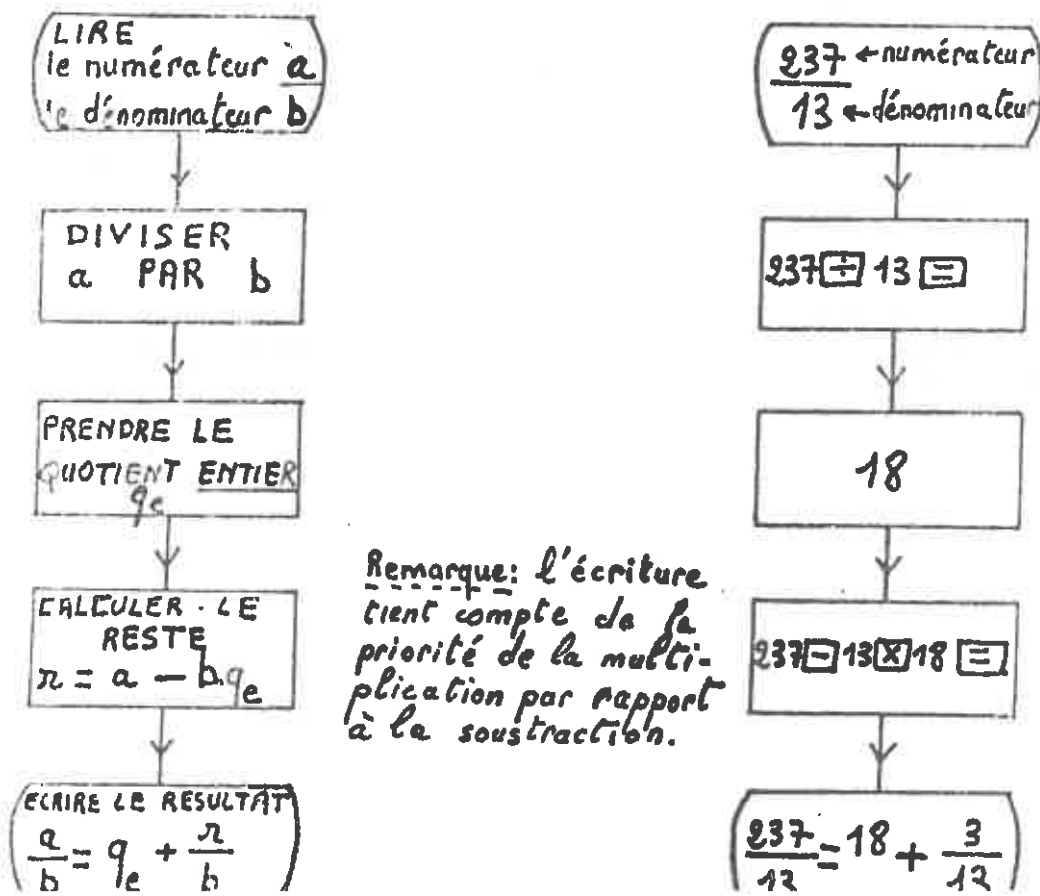 LIRE
le numérateur a
le dénominateur b
DIVISER
a PAR b
PRENDRE LE
QUOTIENT ENTIER
qe
CALCULER LE
RESTE
r = a - b.qe
ECRIRE LE RESULTAT
a/b = qe + r/b
Remarque: l'écriture
tient compte de la
priorité de la multi-
plication par rapport
à la soustraction.
237 ← numérateur
13 ← dénominateur
237 ÷ 13 =
18
237 - 13 × 18 =
237/13 = 18 + 3/13